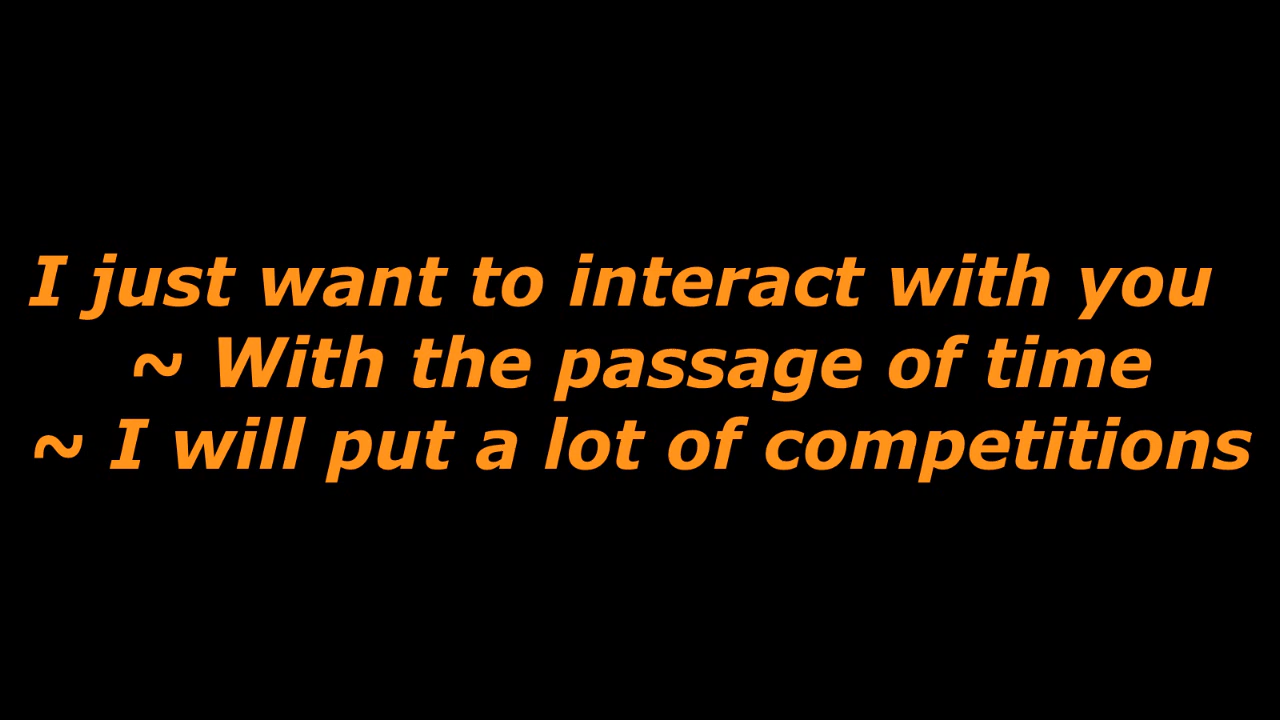 I just want to interact with you
~ With the passage of time
~ I will put a lot of competitions